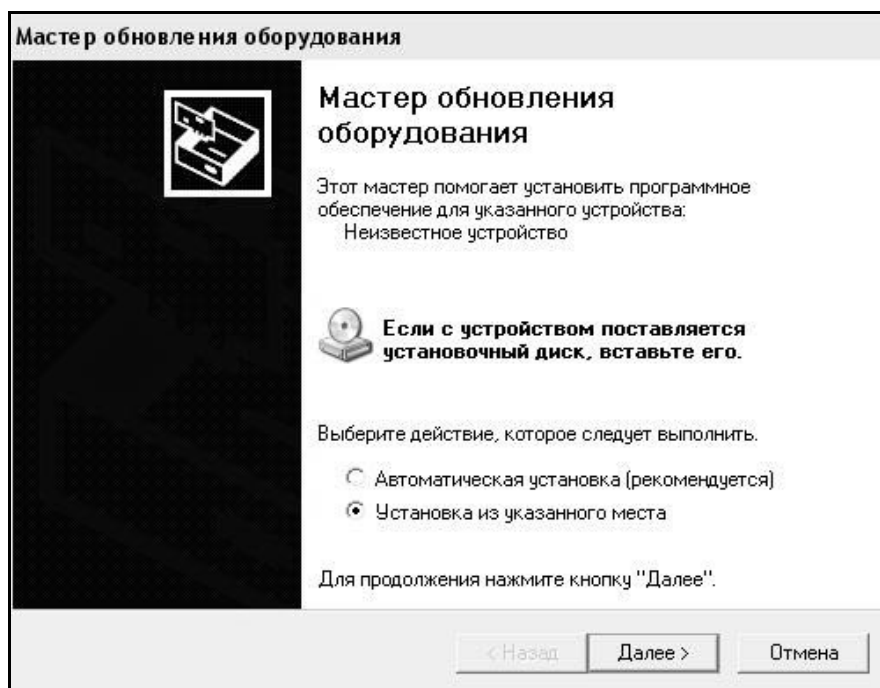 Мастер обновления оборудования
Мастер обновления
оборудования
Этот мастер помогает установить программное
обеспечение для указанного устройства:
Неизвестное устройство
Если с устройством поставляется
установочный диск, вставьте его.
Выберите действие, которое следует выполнить.
Автоматическая установка (рекомендуется)
Установка из указанного места
Для продолжения нажмите кнопку "Далее".
< Назад
Далее >
Отмена